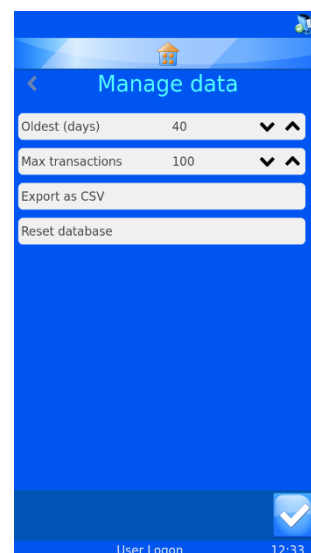 Manage data
Oldest (days) 40
Max transactions 100
Export as CSV
Reset database
User Logon 12:33